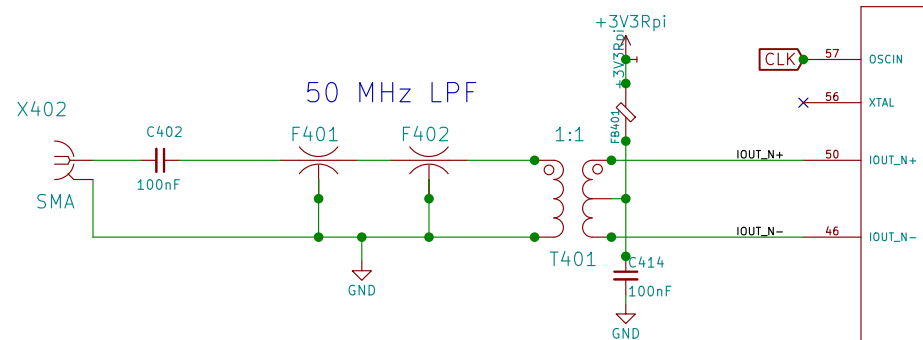 +3V3Rpi
+3V3Rpi
CLK
57
OSCIN
50 MHz LPF
X402
56
XTAL
C402
F401
F402
1:1
FB401
IOUT_N+
50
IOUT_N+
100nF
SMA
IOUT_N-
46
IOUT_N-
T401
C414
GND
100nF
GND